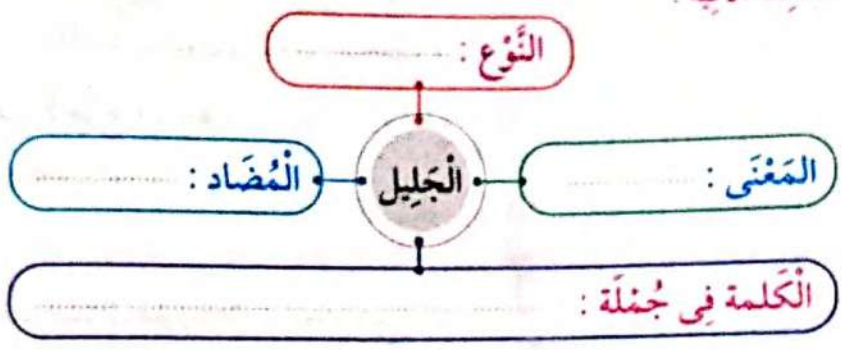 النَّوْع : ....................
المَعْنَى : ....................
الْجَلِيل
الْمُضَاد : ....................
الْكَلمة فِي جُمْلَة : ....................